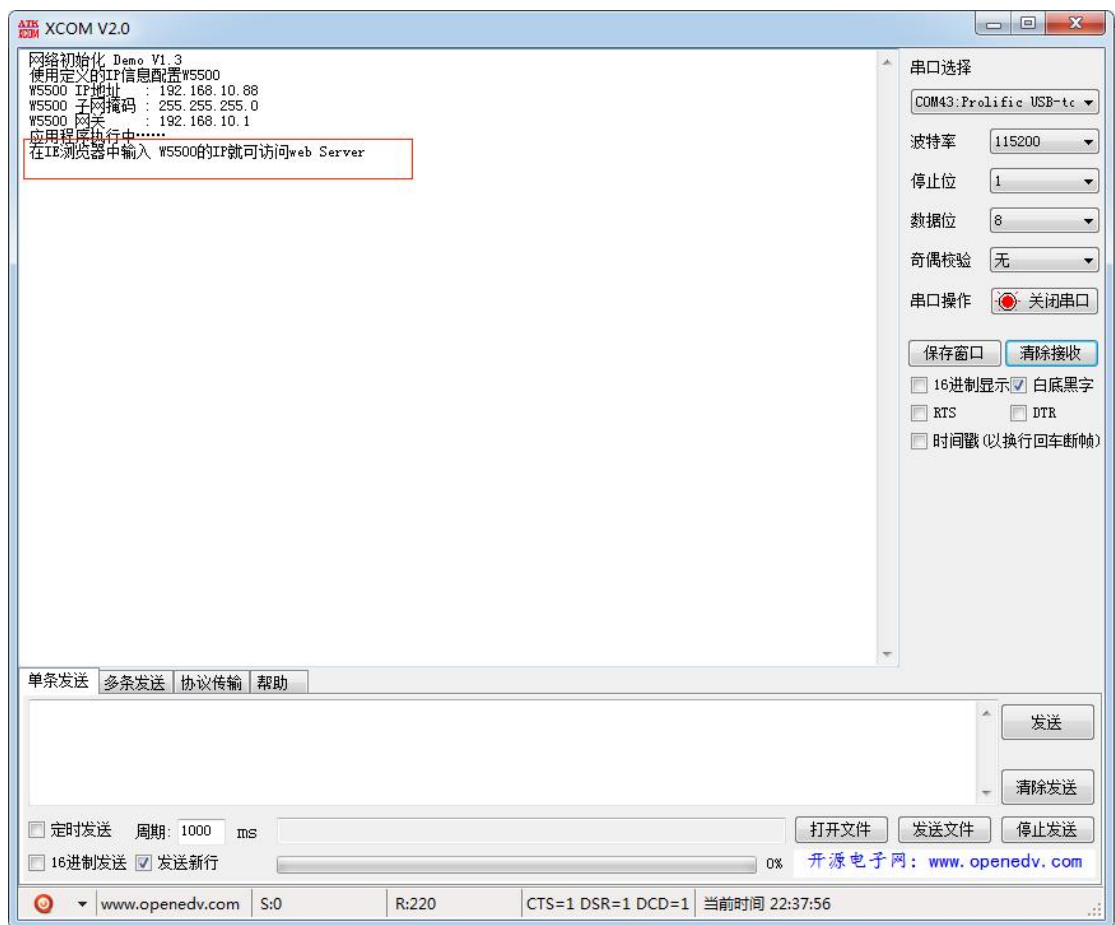 ATK XCOM XCOM V2.0
网络初始化 Demo V1.3
使用定义的IP信息配置W5500
W5500 IP地址 : 192.168.10.88
W5500 子网掩码 : 255.255.255.0
W5500 网关 : 192.168.10.1
应用程序执行中……
在IE浏览器中输入 W5500的IP就可访问web Server
串口选择
COM43:Prolific USB-to
波特率 115200
停止位 1
数据位 8
奇偶校验 无
串口操作 关闭串口
保存窗口 清除接收
16进制显示 白底黑字
RTS DTR
时间戳(以换行回车断帧)
单条发送 多条发送 协议传输 帮助
发送
清除发送
定时发送 周期: 1000 ms 打开文件 发送文件 停止发送
16进制发送 发送新行 0% 开源电子网: www.openedv.com
www.openedv.com S:0 R:220 CTS=1 DSR=1 DCD=1 当前时间 22:37:56